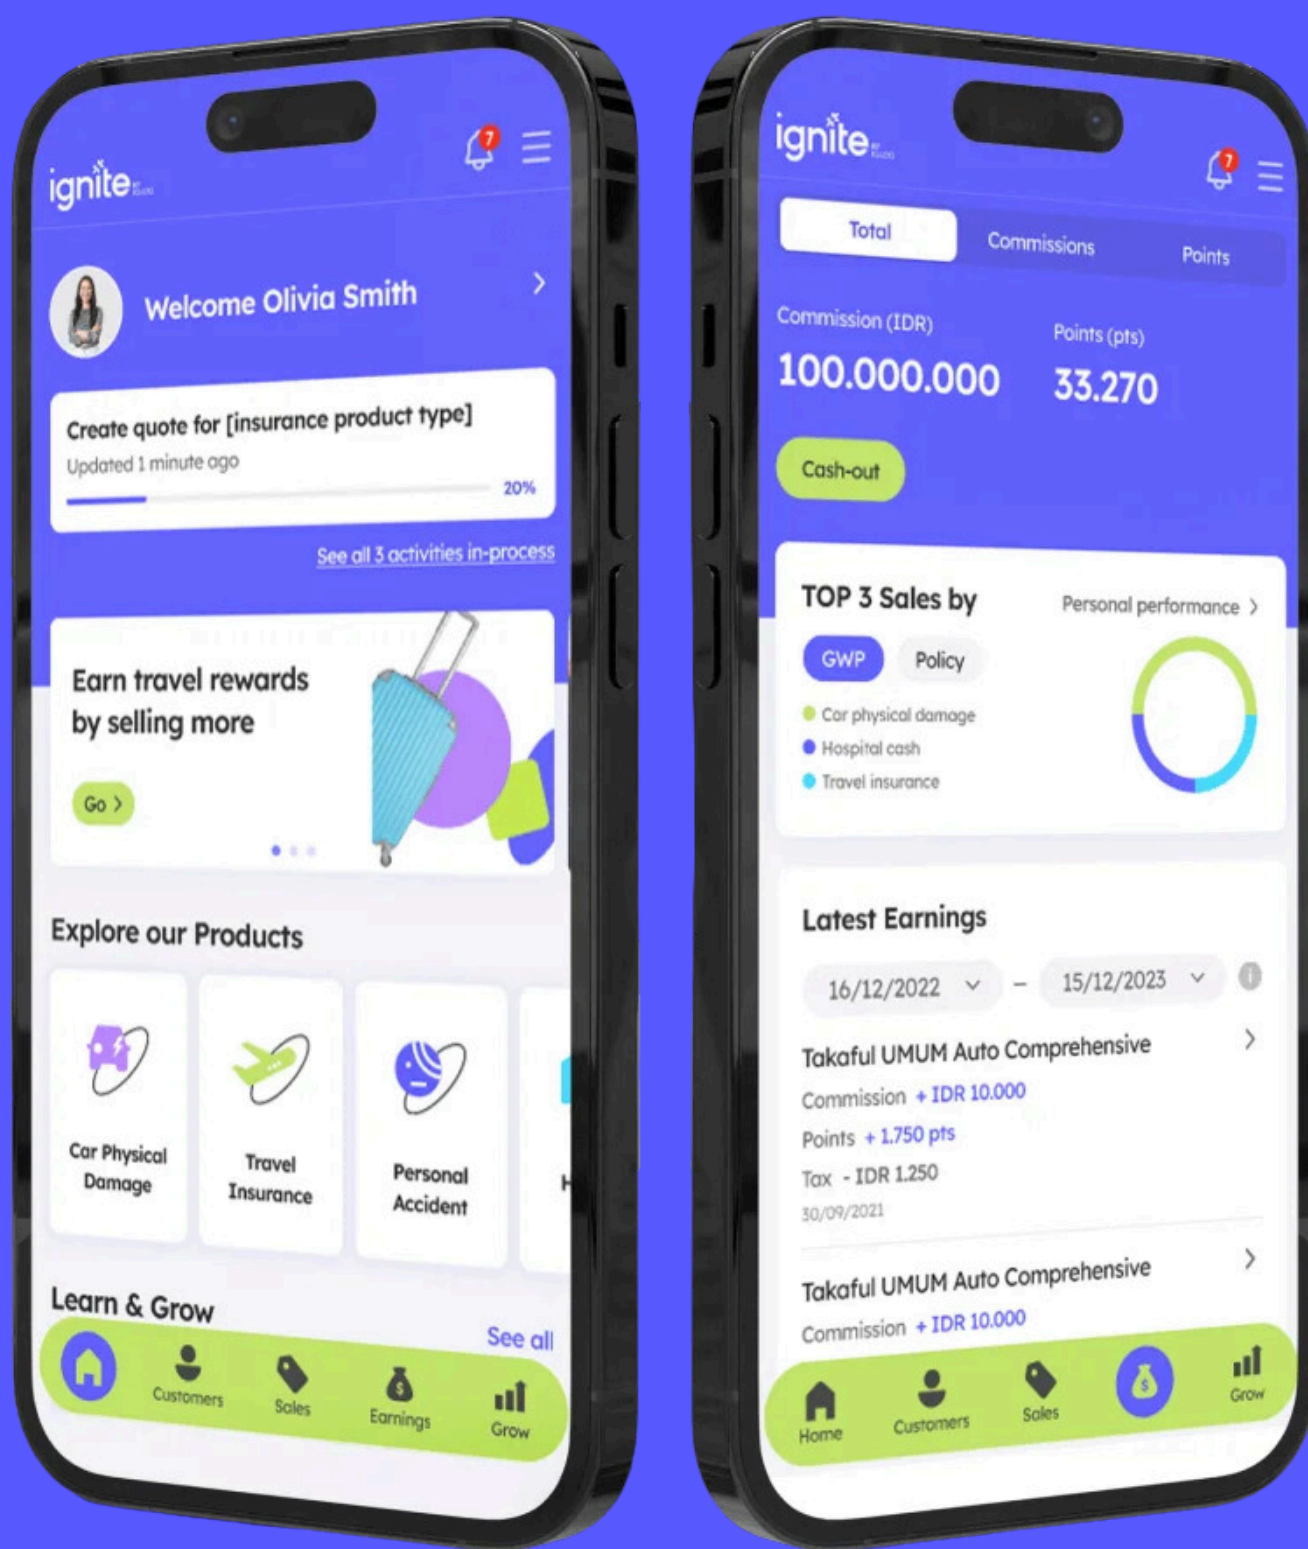 ignite
7
Welcome Olivia Smith
Create quote for [insurance product type]
Updated 1 minute ago
20%
See all 3 activities in-process
Earn travel rewards
by selling more
Go
Explore our Products
Car Physical
Damage
Travel
Insurance
Personal
Accident
H
Learn & Grow
See all
Customers
Sales
Earnings
Grow
ignite
7
Total
Commissions
Points
Commission (IDR)
Points (pts)
100.000.000
33.270
Cash-out
TOP 3 Sales by
Personal performance
GWP
Policy
Car physical damage
Hospital cash
Travel insurance
Latest Earnings
16/12/2022 – 15/12/2023
Takaful UMUM Auto Comprehensive
Commission + IDR 10.000
Points + 1.750 pts
Tax - IDR 1.250
30/09/2021
Takaful UMUM Auto Comprehensive
Commission + IDR 10.000
Home
Customers
Sales
Grow